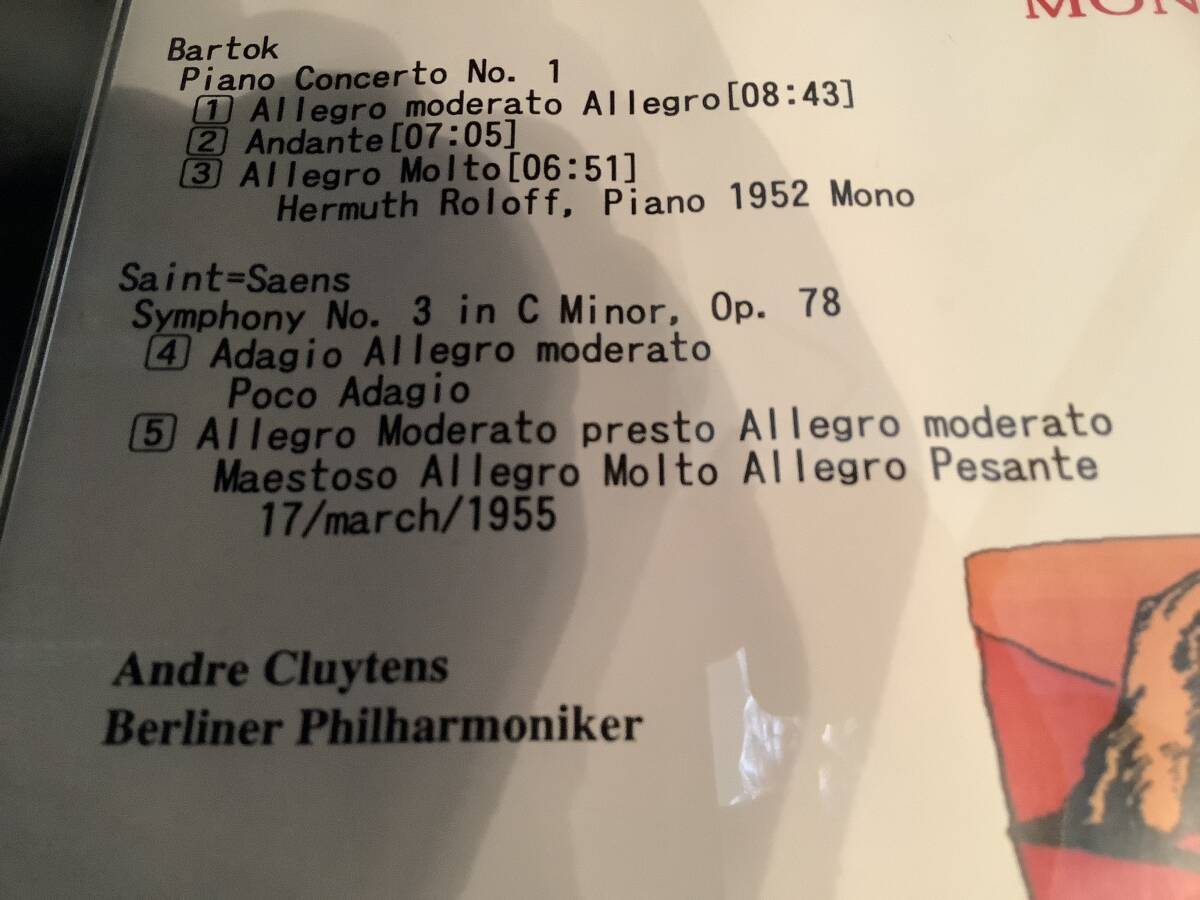 Bartok
Piano Concerto No. 1
1 Allegro moderato Allegro[08:43]
2 Andante[07:05]
3 Allegro Molto[06:51]
Hermuth Roloff, Piano 1952 Mono
Saint=Saens
Symphony No. 3 in C Minor, Op. 78
4 Adagio Allegro moderato
Poco Adagio
5 Allegro Moderato presto Allegro moderato
Maestoso Allegro Molto Allegro Pesante
17/march/1955
Andre Cluytens
Berliner Philharmoniker